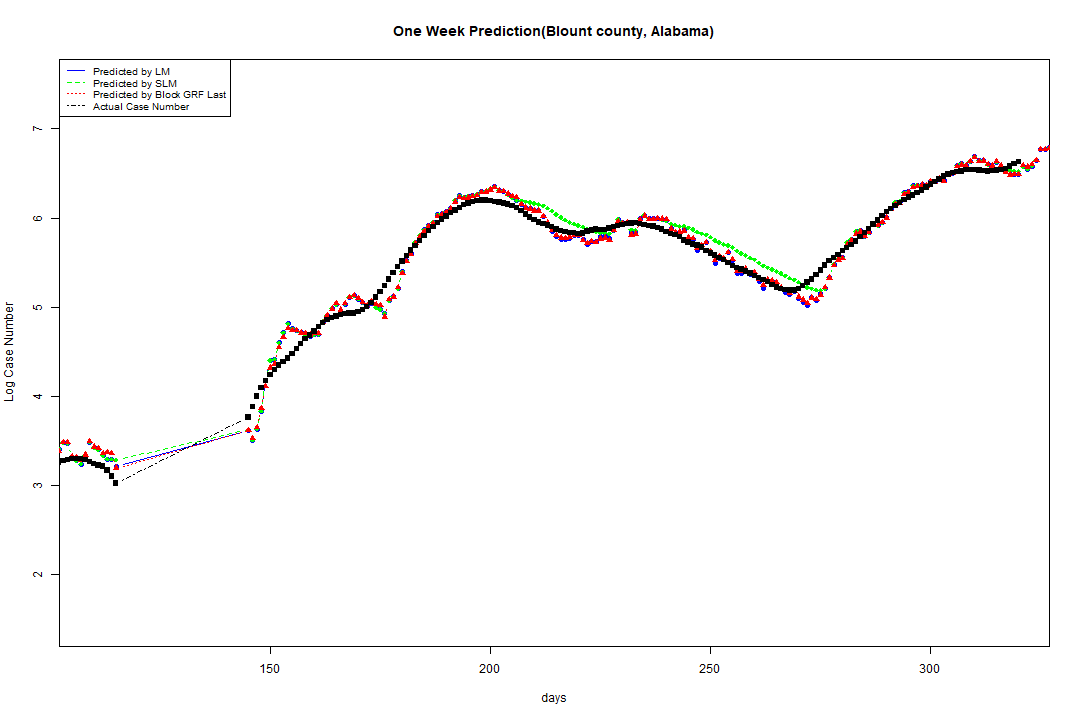 One Week Prediction(Blount county, Alabama)
Predicted by LM
Predicted by SLM
Predicted by Block GRF Last
Actual Case Number
7
6
5
4
3
2
Log Case Number
150
200
250
300
days